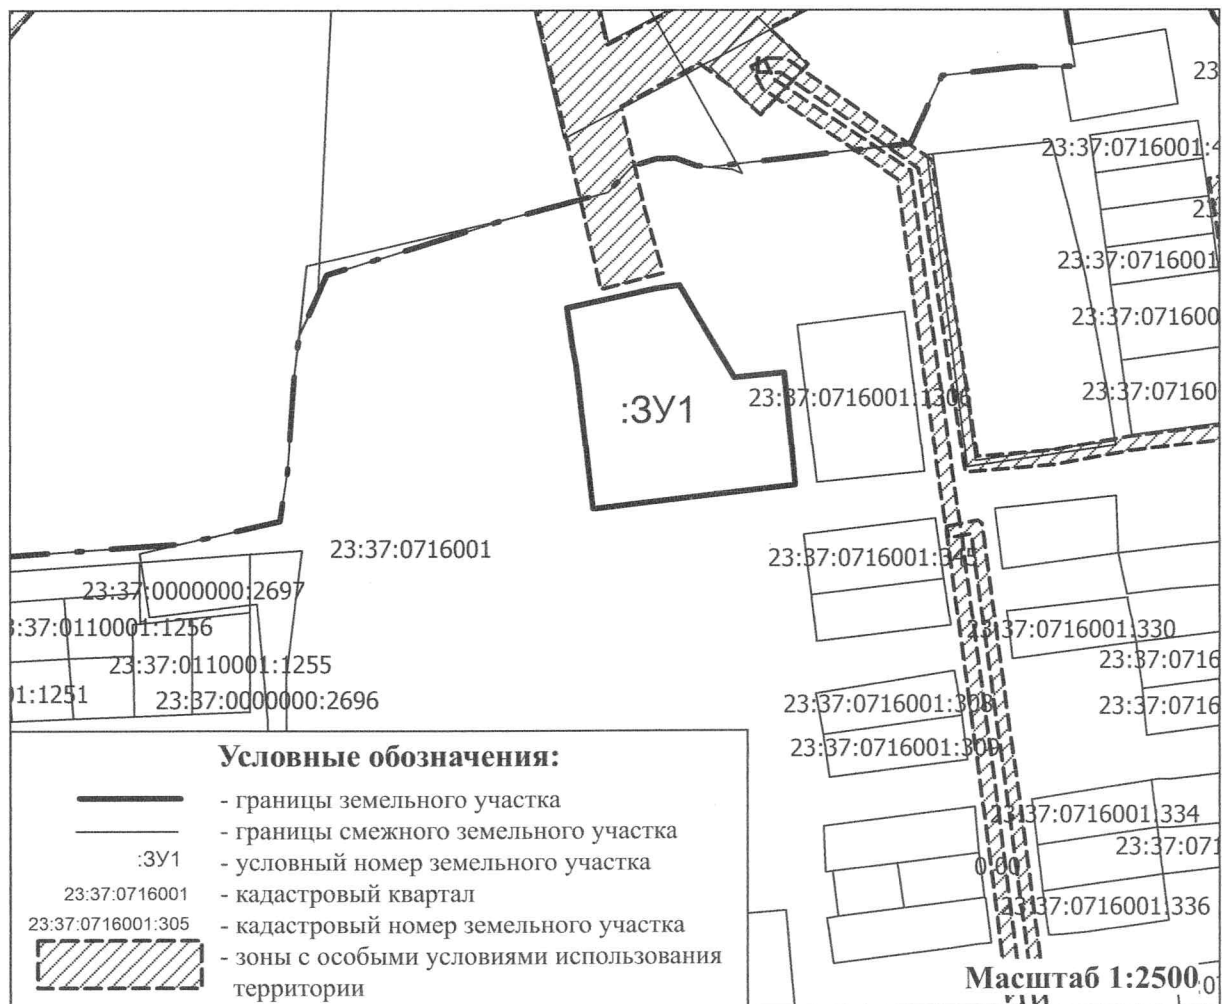 23
23:37:0716001:4
23
23:37:0716001
23:37:071600
23:37:0716001:1306
23:37:07160
:ЗУ1
23:37:0716001
23:37:0716001:345
23:37:0000000:2697
3:37:0110001:1256
23:37:0716001:330
23:37:0110001:1255
23:37:0716
01:1251
23:37:0000000:2696
23:37:0716001:308
23:37:0716
23:37:0716001:309
Условные обозначения:
- границы земельного участка
- границы смежного земельного участка
:ЗУ1 - условный номер земельного участка
23:37:0716001 - кадастровый квартал
23:37:0716001:305 - кадастровый номер земельного участка
- зоны с особыми условиями использования
территории
23:37:0716001:334
23:37:071
0.00
23:37:0716001:336
Масштаб 1:2500